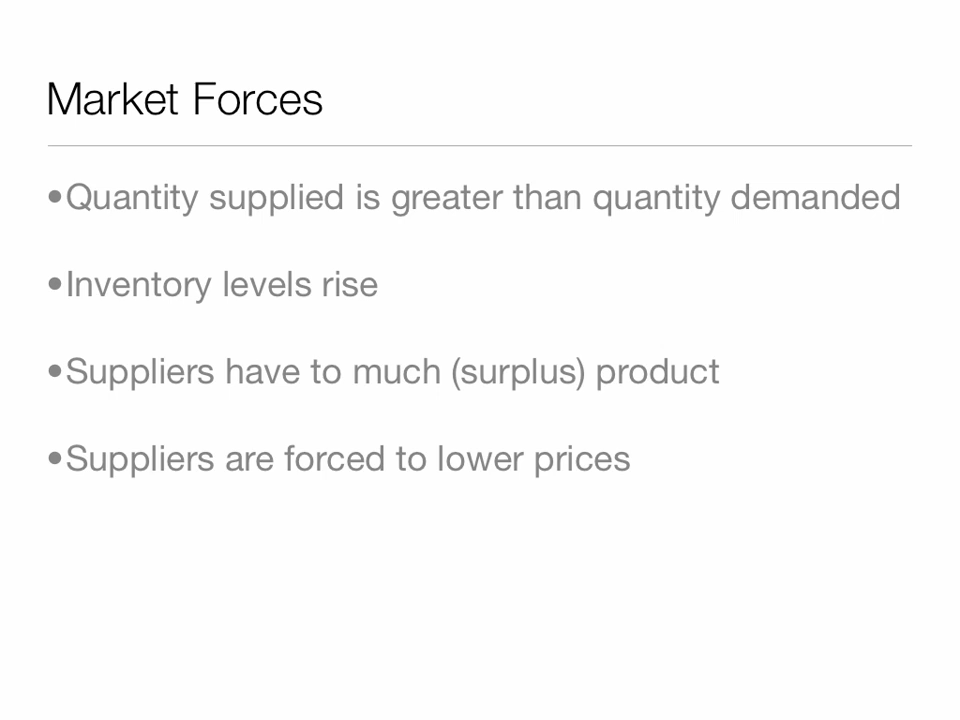 Market Forces
•Quantity supplied is greater than quantity demanded
•Inventory levels rise
•Suppliers have to much (surplus) product
•Suppliers are forced to lower prices